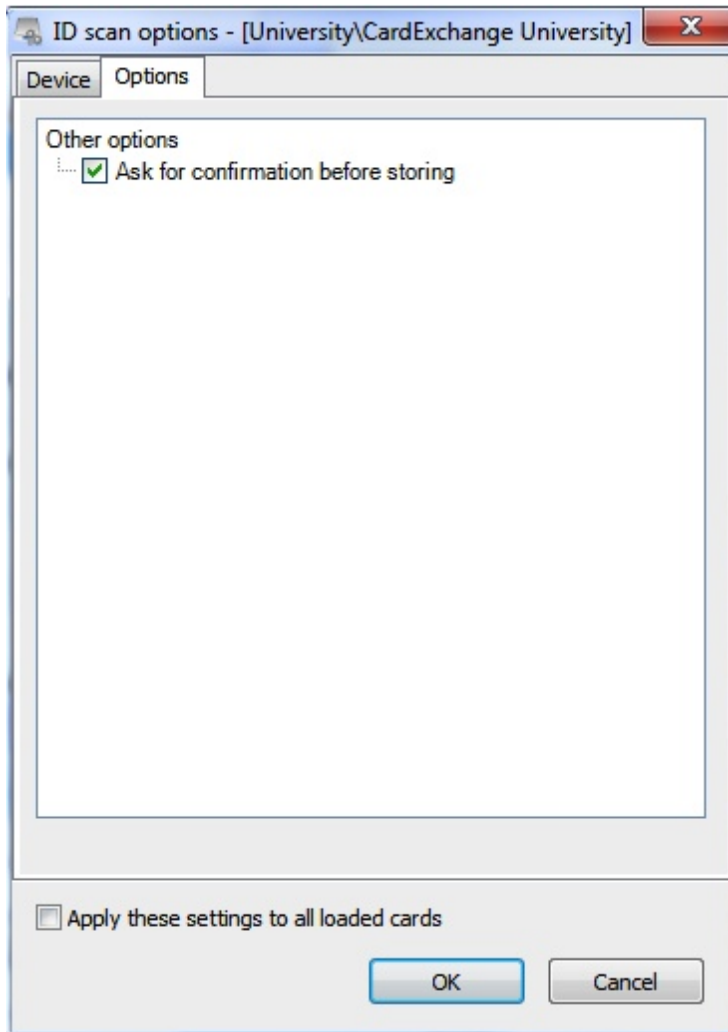 ID scan options - [University\CardExchange University]
Device Options
Other options
Ask for confirmation before storing
Apply these settings to all loaded cards
OK Cancel